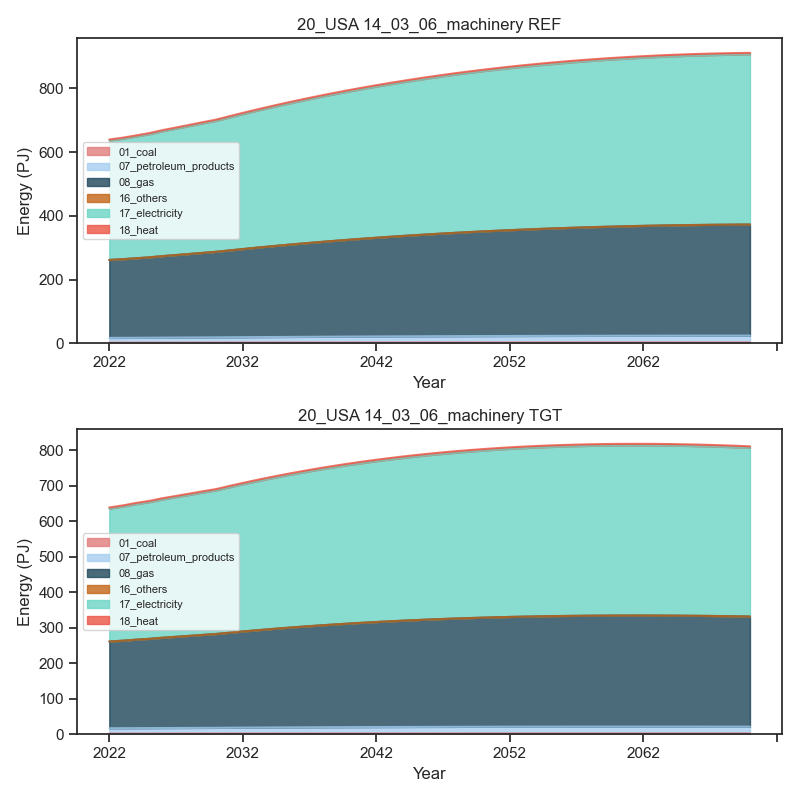 20_USA 14_03_06_machinery REF
Energy (PJ)
800
600
400
200
0
01_coal
07_petroleum_products
08_gas
16_others
17_electricity
18_heat
2022 2032 2042 2052 2062
Year
20_USA 14_03_06_machinery TGT
Energy (PJ)
800
700
600
500
400
300
200
100
0
01_coal
07_petroleum_products
08_gas
16_others
17_electricity
18_heat
2022 2032 2042 2052 2062
Year